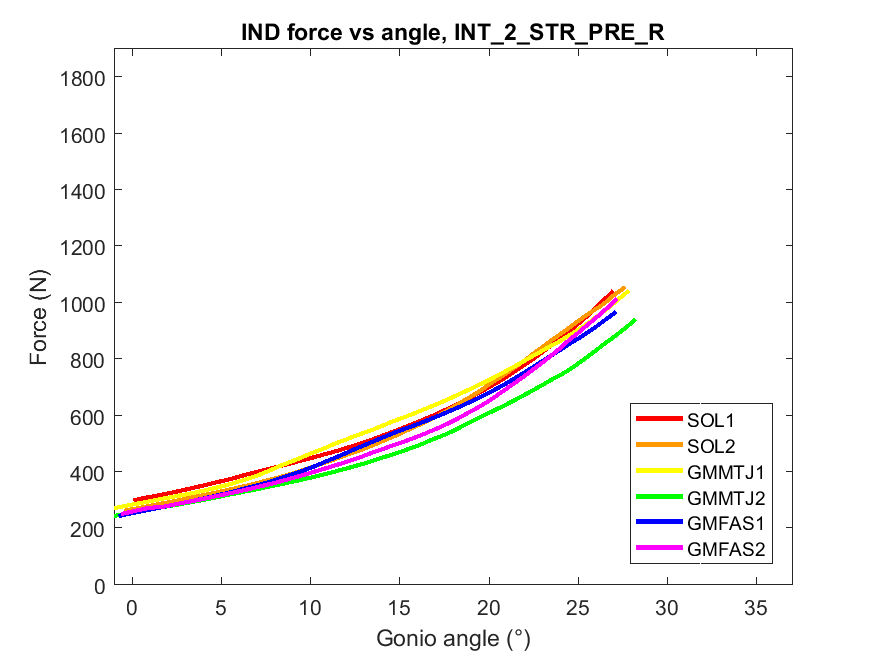 IND force vs angle, INT_2_STR_PRE_R
Force (N)
1800
1600
1400
1200
1000
800
600
400
200
0
0 5 10 15 20 25 30 35
Gonio angle (°)
SOL1
SOL2
GMMTJ1
GMMTJ2
GMFAS1
GMFAS2